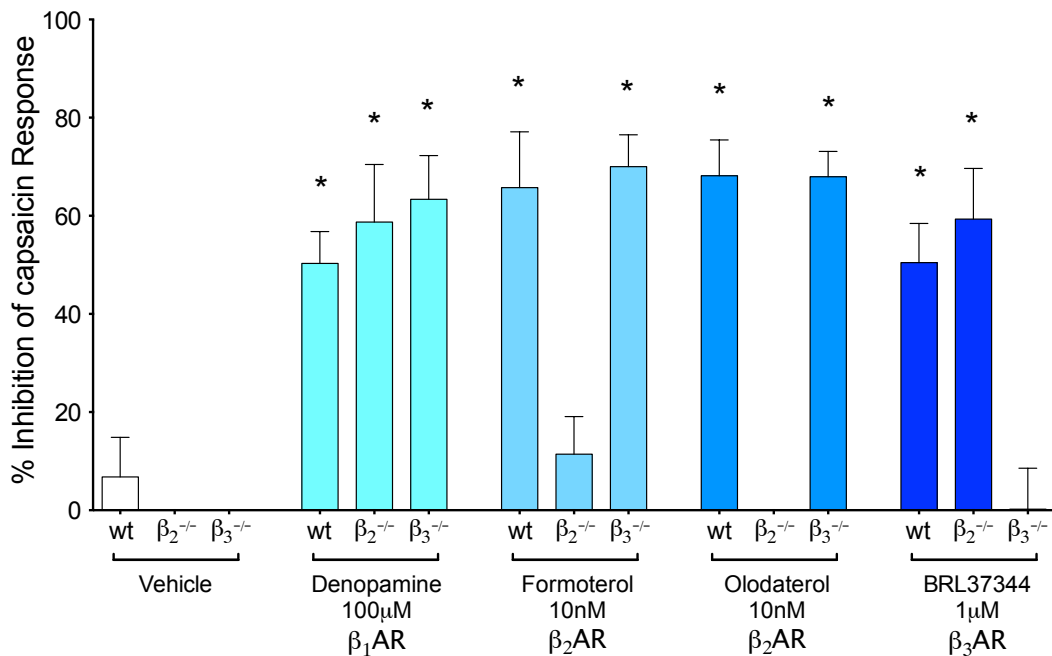 % Inhibition of capsaicin Response
100
80
60
40
20
0
* * * * * * * * *
wt β₂⁻/⁻ β₃⁻/⁻ wt β₂⁻/⁻ β₃⁻/⁻ wt β₂⁻/⁻ β₃⁻/⁻ wt β₂⁻/⁻ β₃⁻/⁻ wt β₂⁻/⁻ β₃⁻/⁻
Vehicle Denopamine Formoterol Olodaterol BRL37344
100μM 10nM 10nM 1μM
β₁AR β₂AR β₂AR β₃AR